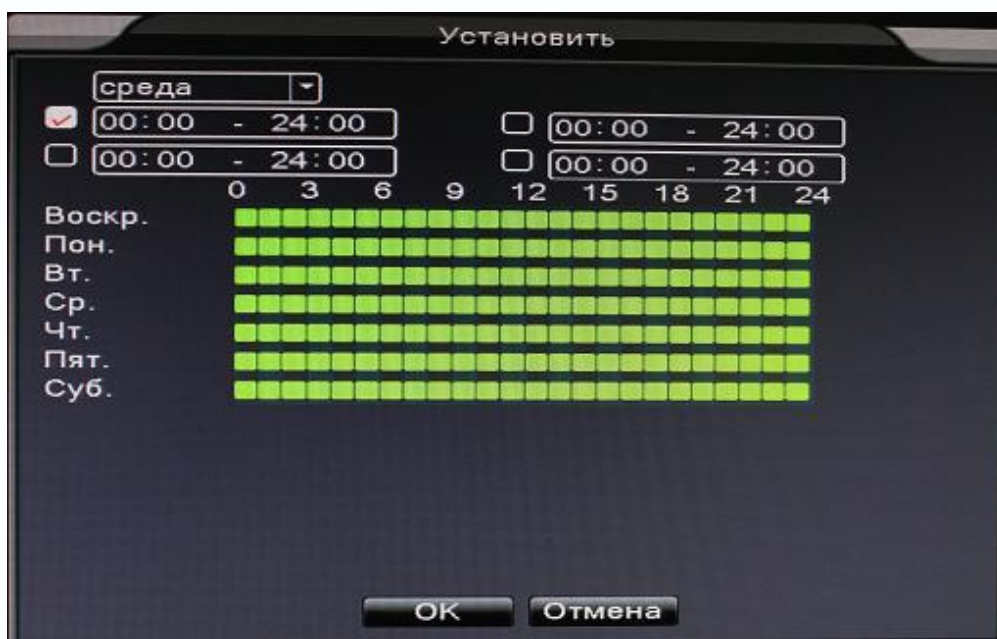 Установить
среда
00:00 - 24:00 00:00 - 24:00
00:00 - 24:00 00:00 - 24:00
0 3 6 9 12 15 18 21 24
Воскр.
Пон.
Вт.
Ср.
Чт.
Пят.
Суб.
OK Отмена